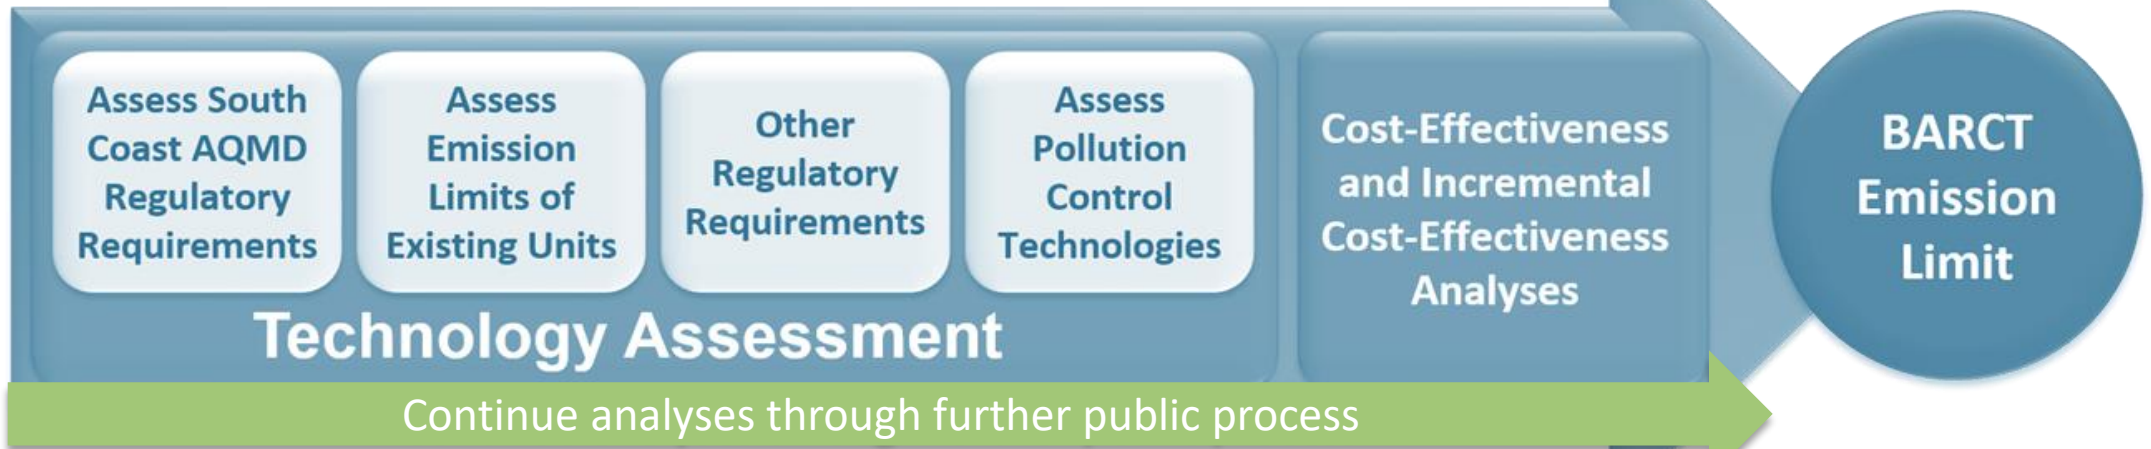 Assess South
Coast AQMD
Regulatory
Requirements
Assess
Emission
Limits of
Existing Units
Other
Regulatory
Requirements
Assess
Pollution
Control
Technologies
Technology Assessment
Cost-Effectiveness
and Incremental
Cost-Effectiveness
Analyses
BARCT
Emission
Limit
Continue analyses through further public process